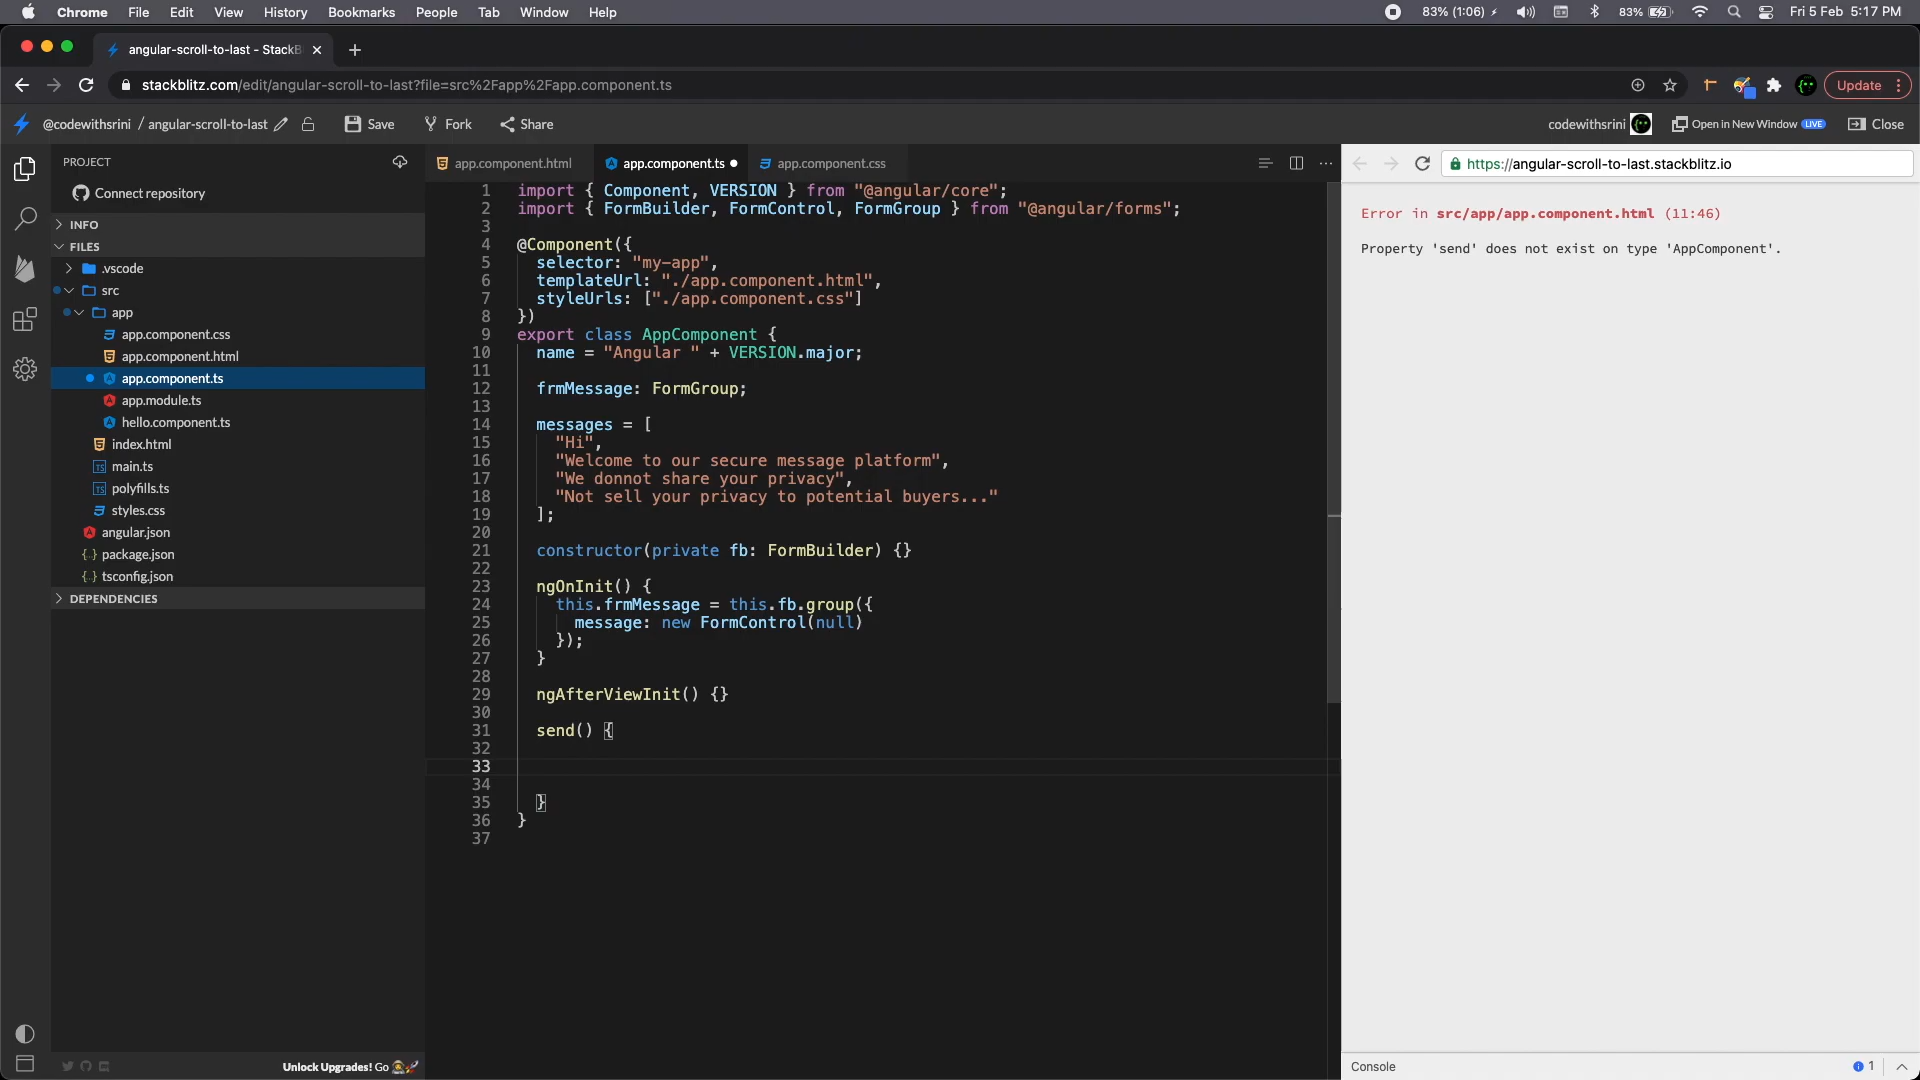 Chrome File Edit View History Bookmarks People Tab Window Help 83% (1:06) 83% Fri 5 Feb 5:17 PM
angular-scroll-to-last - StackB
stackblitz.com/edit/angular-scroll-to-last?file=src%2Fapp%2Fapp.component.ts Update
@codewithsrini / angular-scroll-to-last Save Fork Share codewithsrini Open in New Window LIVE Close
PROJECT
Connect repository
INFO
FILES
.vscode
src
app
app.component.css
app.component.html
app.component.ts
app.module.ts
hello.component.ts
index.html
main.ts
polyfills.ts
styles.css
angular.json
package.json
tsconfig.json
DEPENDENCIES
Unlock Upgrades! Go
app.component.html app.component.ts app.component.css
1 import { Component, VERSION } from "@angular/core";
2 import { FormBuilder, FormControl, FormGroup } from "@angular/forms";
3
4 @Component({
5 selector: "my-app",
6 templateUrl: "./app.component.html",
7 styleUrls: ["./app.component.css"]
8 })
9 export class AppComponent {
10 name = "Angular " + VERSION.major;
11
12 frmMessage: FormGroup;
13
14 messages = [
15 "Hi",
16 "Welcome to our secure message platform",
17 "We donnot share your privacy",
18 "Not sell your privacy to potential buyers..."
19 ];
20
21 constructor(private fb: FormBuilder) {}
22
23 ngOnInit() {
24 this.frmMessage = this.fb.group({
25 message: new FormControl(null)
26 });
27 }
28
29 ngAfterViewInit() {}
30
31 send() {
32
33
34
35 }
36 }
37
https://angular-scroll-to-last.stackblitz.io
Error in src/app/app.component.html (11:46)
Property 'send' does not exist on type 'AppComponent'.
Console 1